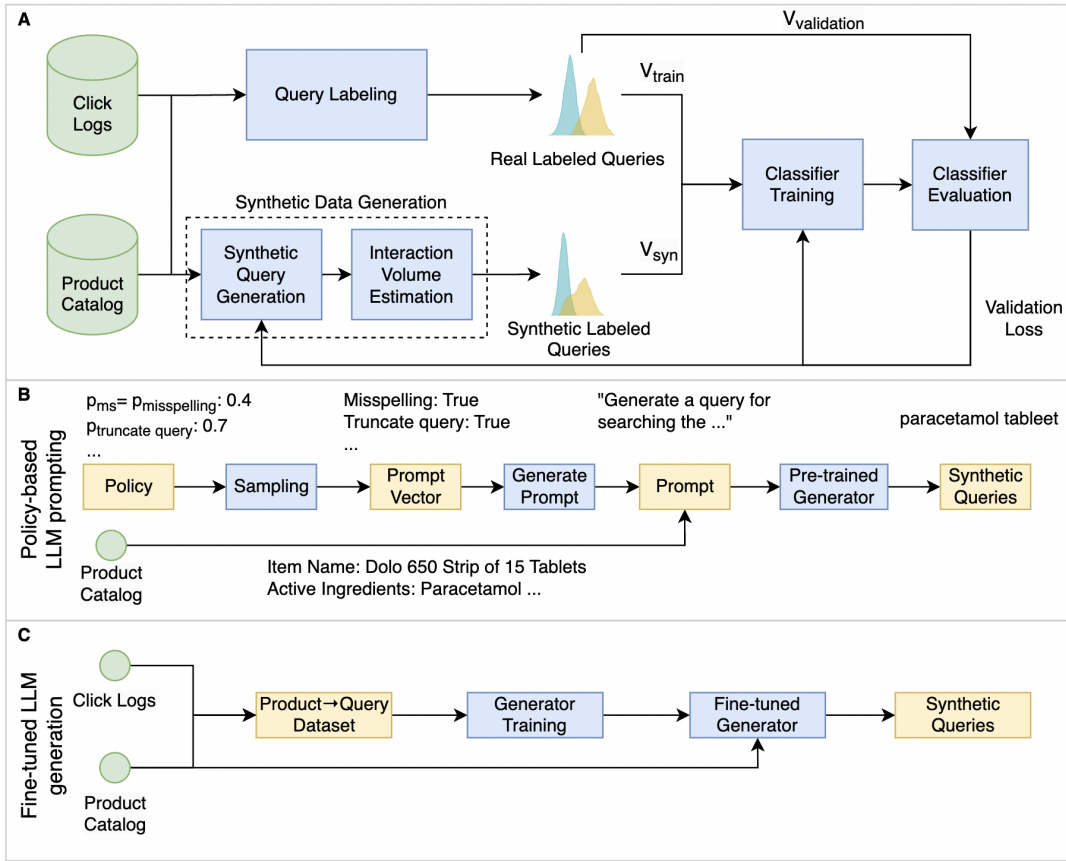 A
Click
Logs
Query Labeling
Vvalidation
Vtrain
Real Labeled Queries
Classifier
Training
Classifier
Evaluation
Product
Catalog
Synthetic Data Generation
Synthetic
Query
Generation
Interaction
Volume
Estimation
Vsyn
Synthetic Labeled
Queries
Validation
Loss
B
Policy-based
LLM prompting
pms= pmisspelling: 0.4
ptruncate query: 0.7
...
Misspelling: True
Truncate query: True
...
"Generate a query for
searching the ..."
paracetamol tableet
Policy
Sampling
Prompt
Vector
Generate
Prompt
Prompt
Pre-trained
Generator
Synthetic
Queries
Product
Catalog
Item Name: Dolo 650 Strip of 15 Tablets
Active Ingredients: Paracetamol ...
C
Fine-tuned LLM
generation
Click Logs
Product→Query
Dataset
Generator
Training
Fine-tuned
Generator
Synthetic
Queries
Product
Catalog